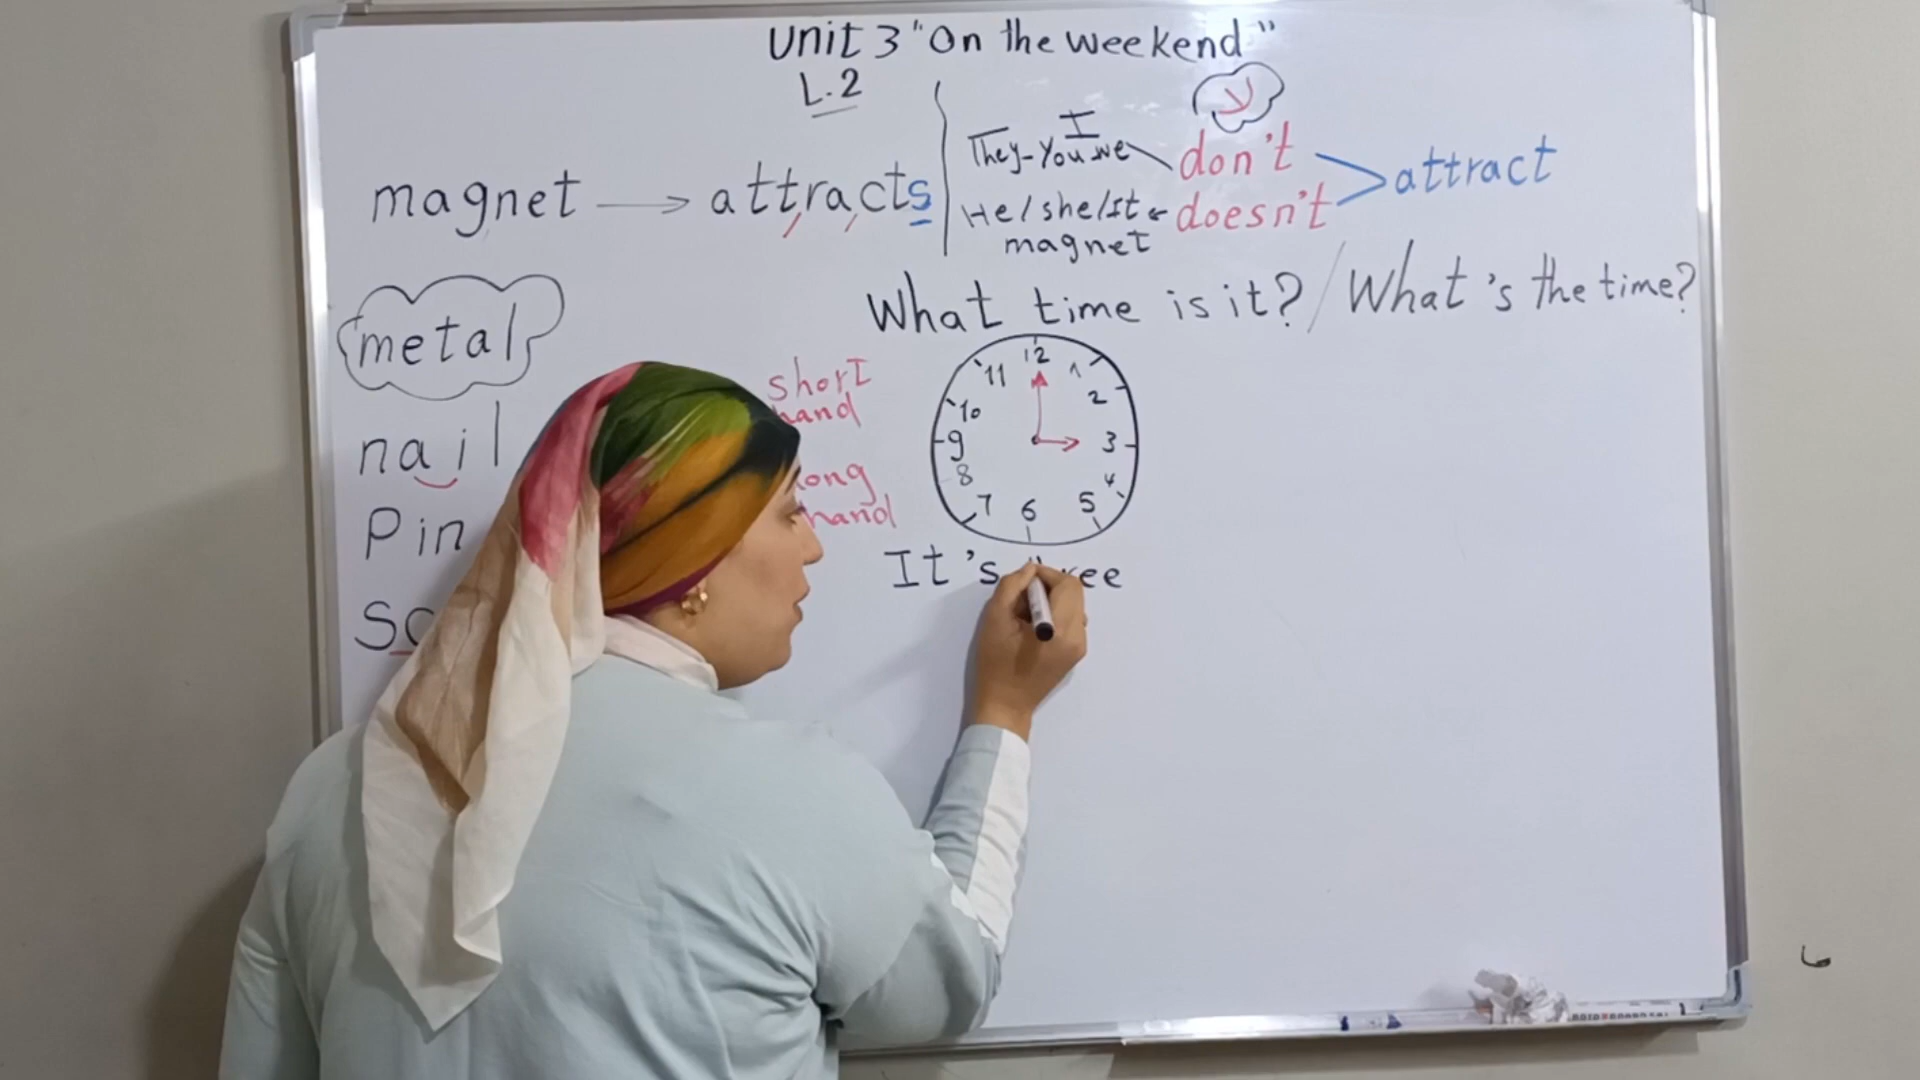 Unit 3 "On the weekend"
L.2
magnet → attracts
I
They-You-we don't
He/she/It doesn't
magnet
> attract
لا
What time is it? / What's the time?
metal
nail
Pin
short
hand
long
hand
12
11 1
10 2
9 3
8 4
7 5
6
It's three